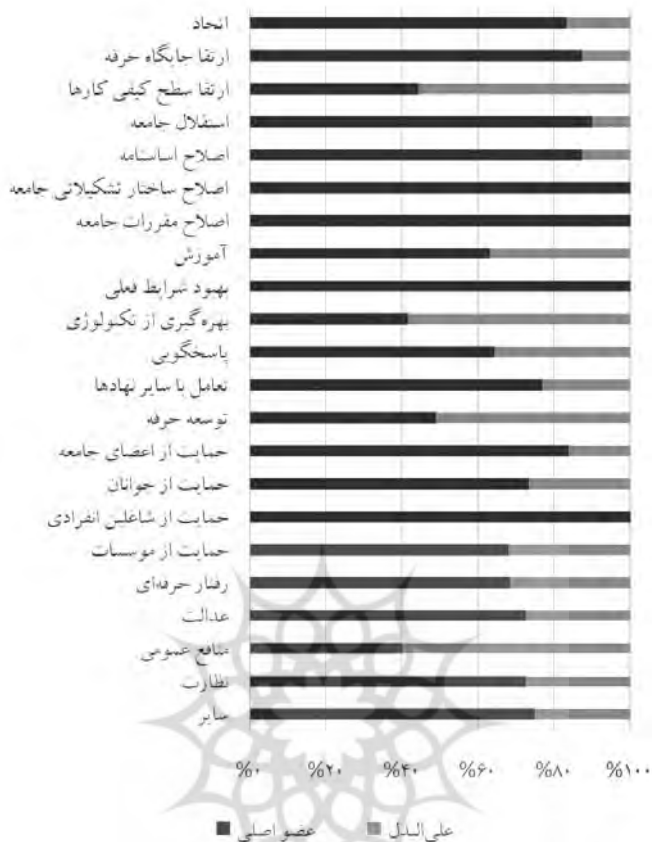 اتحاد
ارتقا جایگاه حرفه
ارتقا سطح کیفی کارها
استقلال جامعه
اصلاح اساسنامه
اصلاح ساختار تشکیلاتی جامعه
اصلاح مقررات جامعه
آموزش
بهبود شرایط فعلی
بهره‌گیری از تکنولوژی
پاسخگویی
تعامل با سایر نهادها
توسعه حرفه
حمایت از اعضای جامعه
حمایت از جوانان
حمایت از شاغلین انفرادی
حمایت از موسسات
رفتار حرفه‌ای
عدالت
منافع عمومی
نظارت
سایر
%۰ %۲۰ %۴۰ %۶۰ %۸۰ %۱۰۰
عضو اصلی علی‌البدل